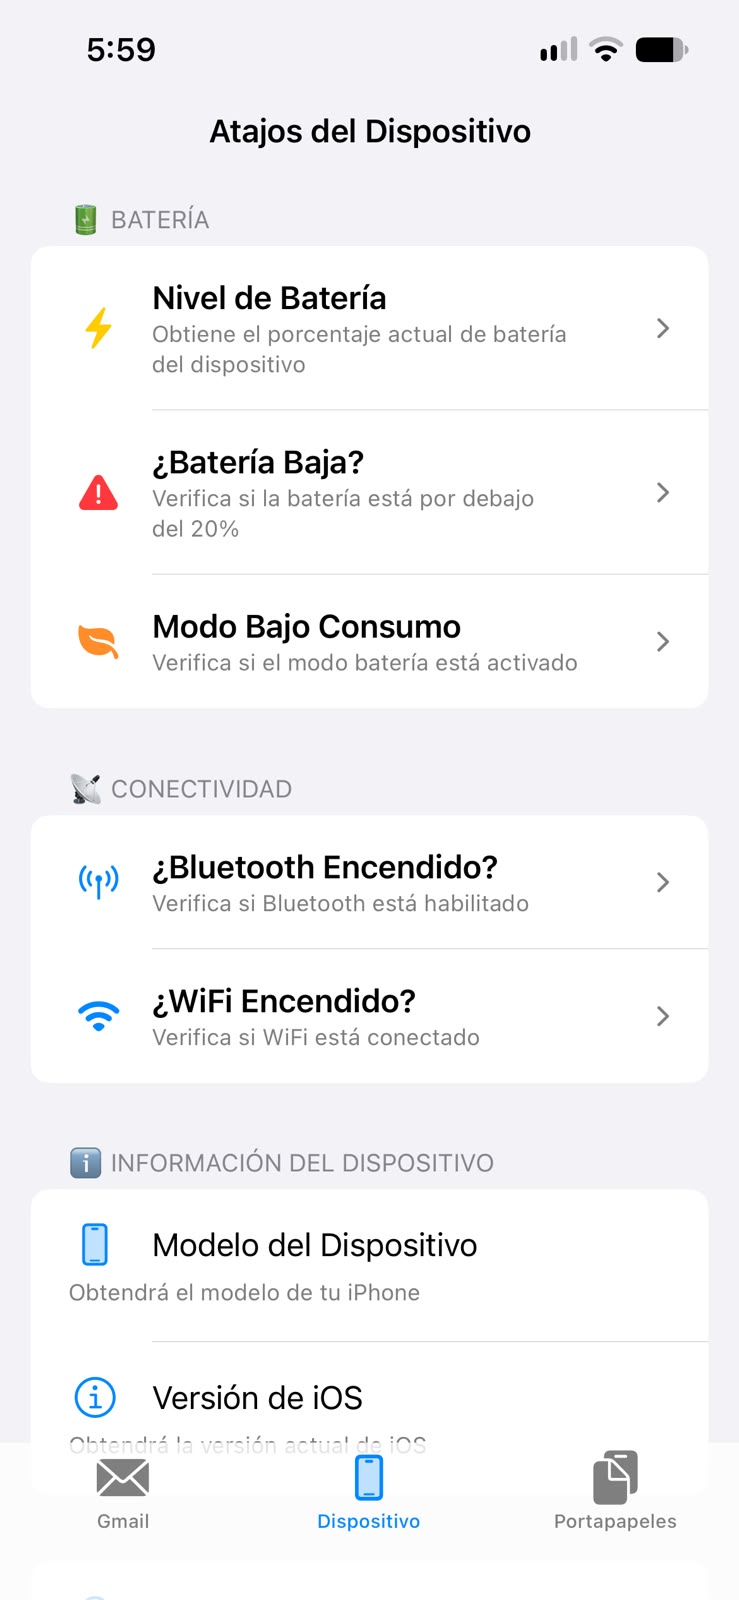 5:59
Atajos del Dispositivo
BATERÍA
Nivel de Batería
Obtiene el porcentaje actual de batería
del dispositivo
¿Batería Baja?
Verifica si la batería está por debajo
del 20%
Modo Bajo Consumo
Verifica si el modo batería está activado
CONECTIVIDAD
¿Bluetooth Encendido?
Verifica si Bluetooth está habilitado
¿WiFi Encendido?
Verifica si WiFi está conectado
INFORMACIÓN DEL DISPOSITIVO
Modelo del Dispositivo
Obtendrá el modelo de tu iPhone
Versión de iOS
Obtendrá la versión actual de iOS
Gmail
Dispositivo
Portapapeles